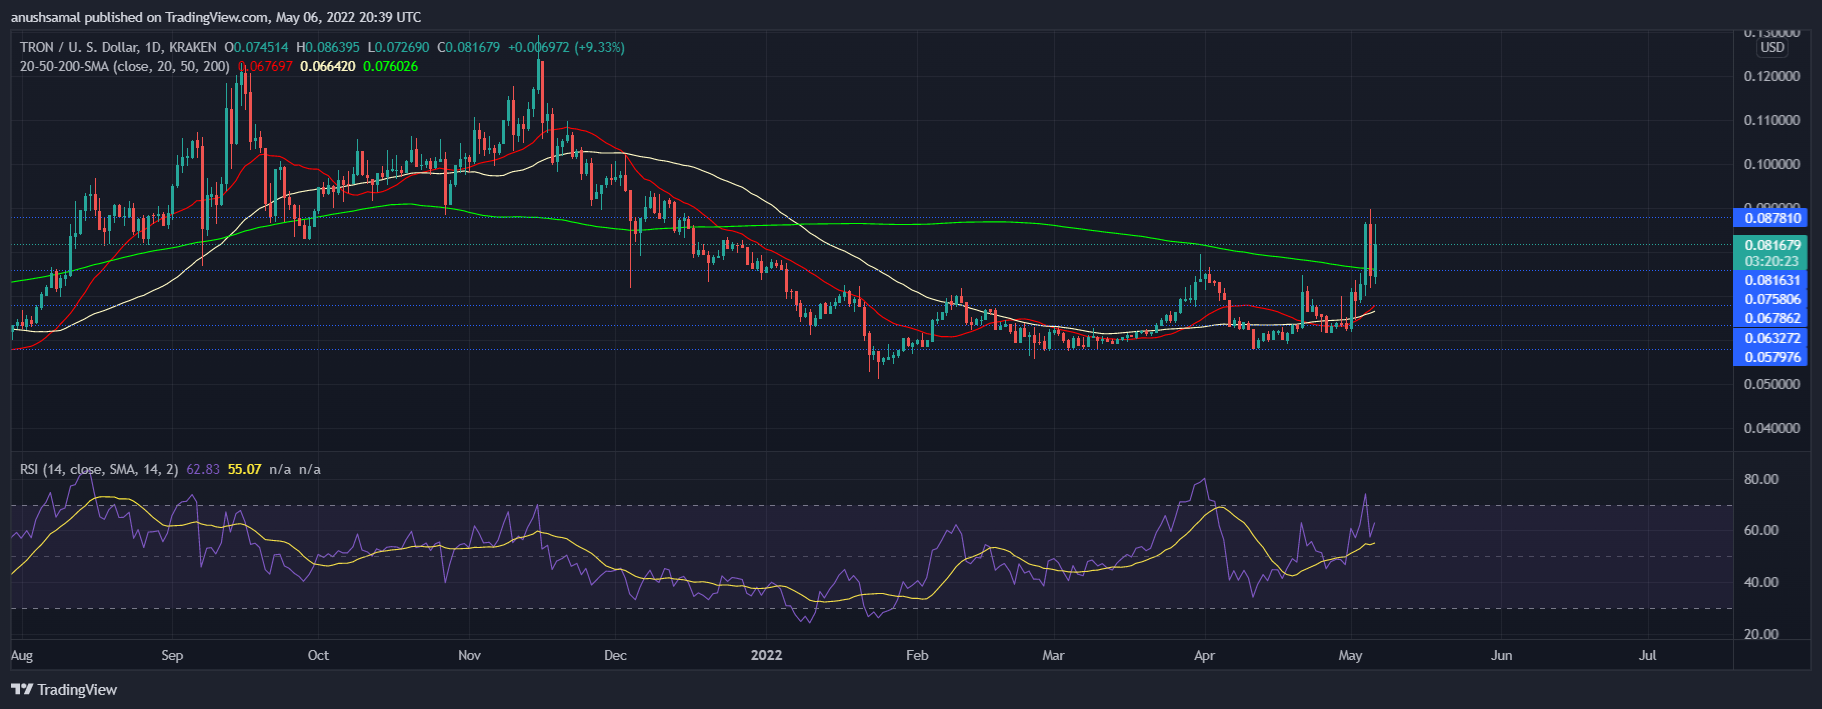 anushsamal published on TradingView.com, May 06, 2022 20:39 UTC
TRON / U. S. Dollar, 1D, KRAKEN O0.074514 H0.086395 L0.072690 C0.081679 +0.006972 (+9.33%)
20-50-200-SMA (close, 20, 50, 200) 0.067697 0.066420 0.076026
0.130000
USD
0.120000
0.110000
0.100000
0.090000
0.087810
0.081679
03:20:23
0.081631
0.075806
0.067862
0.063272
0.057976
0.050000
0.040000
RSI (14, close, SMA, 14, 2) 62.83 55.07 n/a n/a
80.00
60.00
40.00
20.00
Aug Sep Oct Nov Dec 2022 Feb Mar Apr May Jun Jul
TradingView